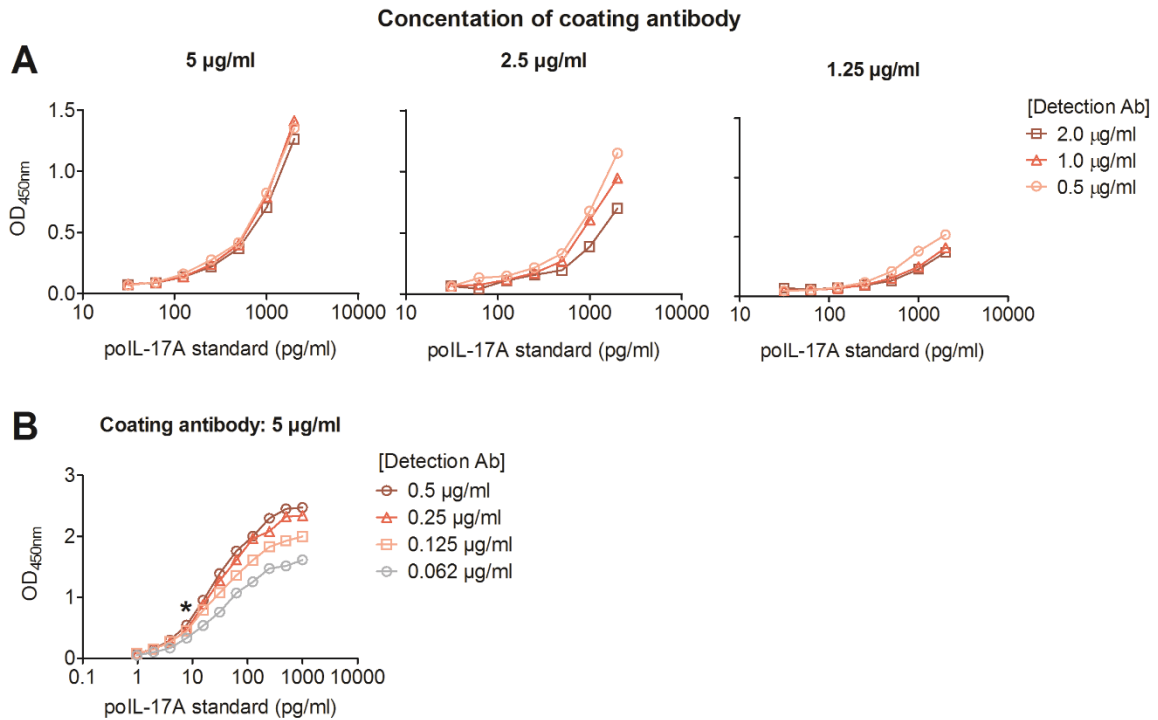 Concentation of coating antibody
A
5 µg/ml
2.5 µg/ml
1.25 µg/ml
OD450nm
1.5
1.0
0.5
0.0
10 100 1000 10000
10 100 1000 10000
10 100 1000 10000
poIL-17A standard (pg/ml)
poIL-17A standard (pg/ml)
poIL-17A standard (pg/ml)
[Detection Ab]
2.0 µg/ml
1.0 µg/ml
0.5 µg/ml
B
Coating antibody: 5 µg/ml
OD450nm
3
2
1
0
*
0.1 1 10 100 1000 10000
poIL-17A standard (pg/ml)
[Detection Ab]
0.5 µg/ml
0.25 µg/ml
0.125 µg/ml
0.062 µg/ml